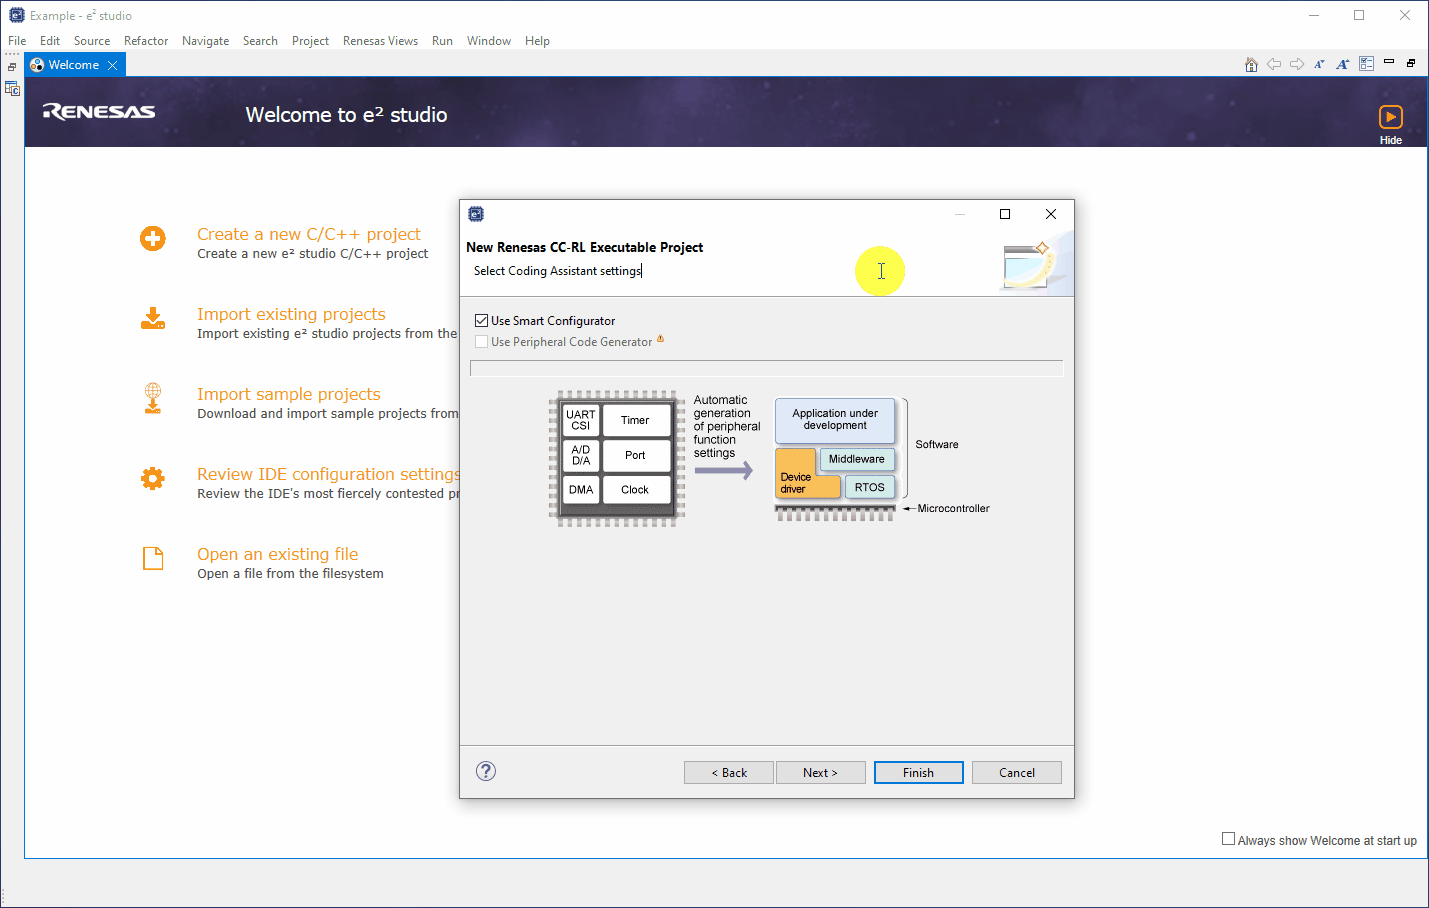 Example - e² studio
File Edit Source Refactor Navigate Search Project Renesas Views Run Window Help
Welcome
RENESAS
Welcome to e² studio
Hide
Create a new C/C++ project
Create a new e² studio C/C++ project
Import existing projects
Import existing e² studio projects from the
Import sample projects
Download and import sample projects from
Review IDE configuration settings
Review the IDE's most fiercely contested pr
Open an existing file
Open a file from the filesystem
e²
New Renesas CC-RL Executable Project
Select Coding Assistant settings
Use Smart Configurator
Use Peripheral Code Generator
UART
CSI
Timer
A/D
D/A
Port
DMA
Clock
Automatic
generation
of peripheral
function
settings
Application under
development
Middleware
Device
driver
RTOS
Software
Microcontroller
?
< Back
Next >
Finish
Cancel
Always show Welcome at start up